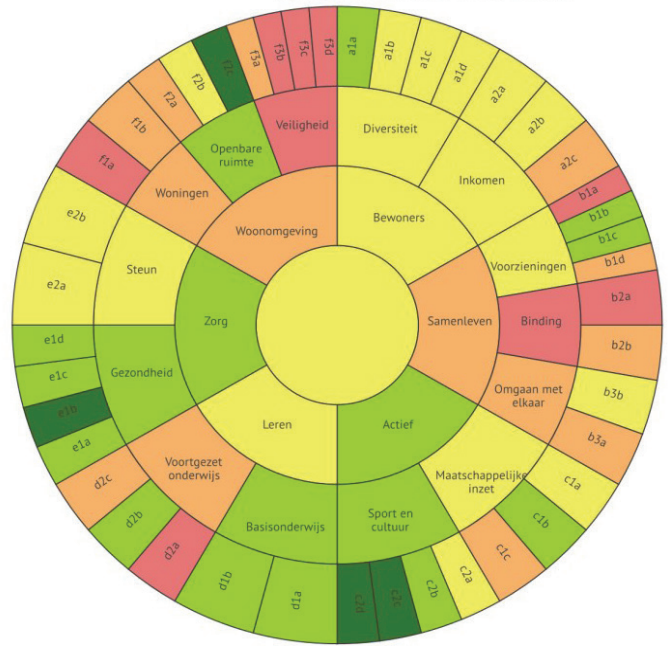 a1a
a1b
a1c
a1d
a2a
a2b
a2c
b1a
b1b
b1c
b1d
b2a
b2b
b3b
b3a
c1a
c1b
c1c
c2a
c2b
c2c
c2d
d1a
d1b
d2a
d2b
d2c
e1a
e1b
e1c
e1d
e2a
e2b
f1a
f1b
f2a
f2b
f2c
f3a
f3b
f3c
f3d
Diversiteit
Inkomen
Voorzieningen
Binding
Omgaan met
elkaar
Maatschappelijke
inzet
Sport en
cultuur
Basisonderwijs
Voortgezet
onderwijs
Gezondheid
Steun
Woningen
Openbare
ruimte
Veiligheid
Bewoners
Samenleven
Actief
Leren
Zorg
Woonomgeving